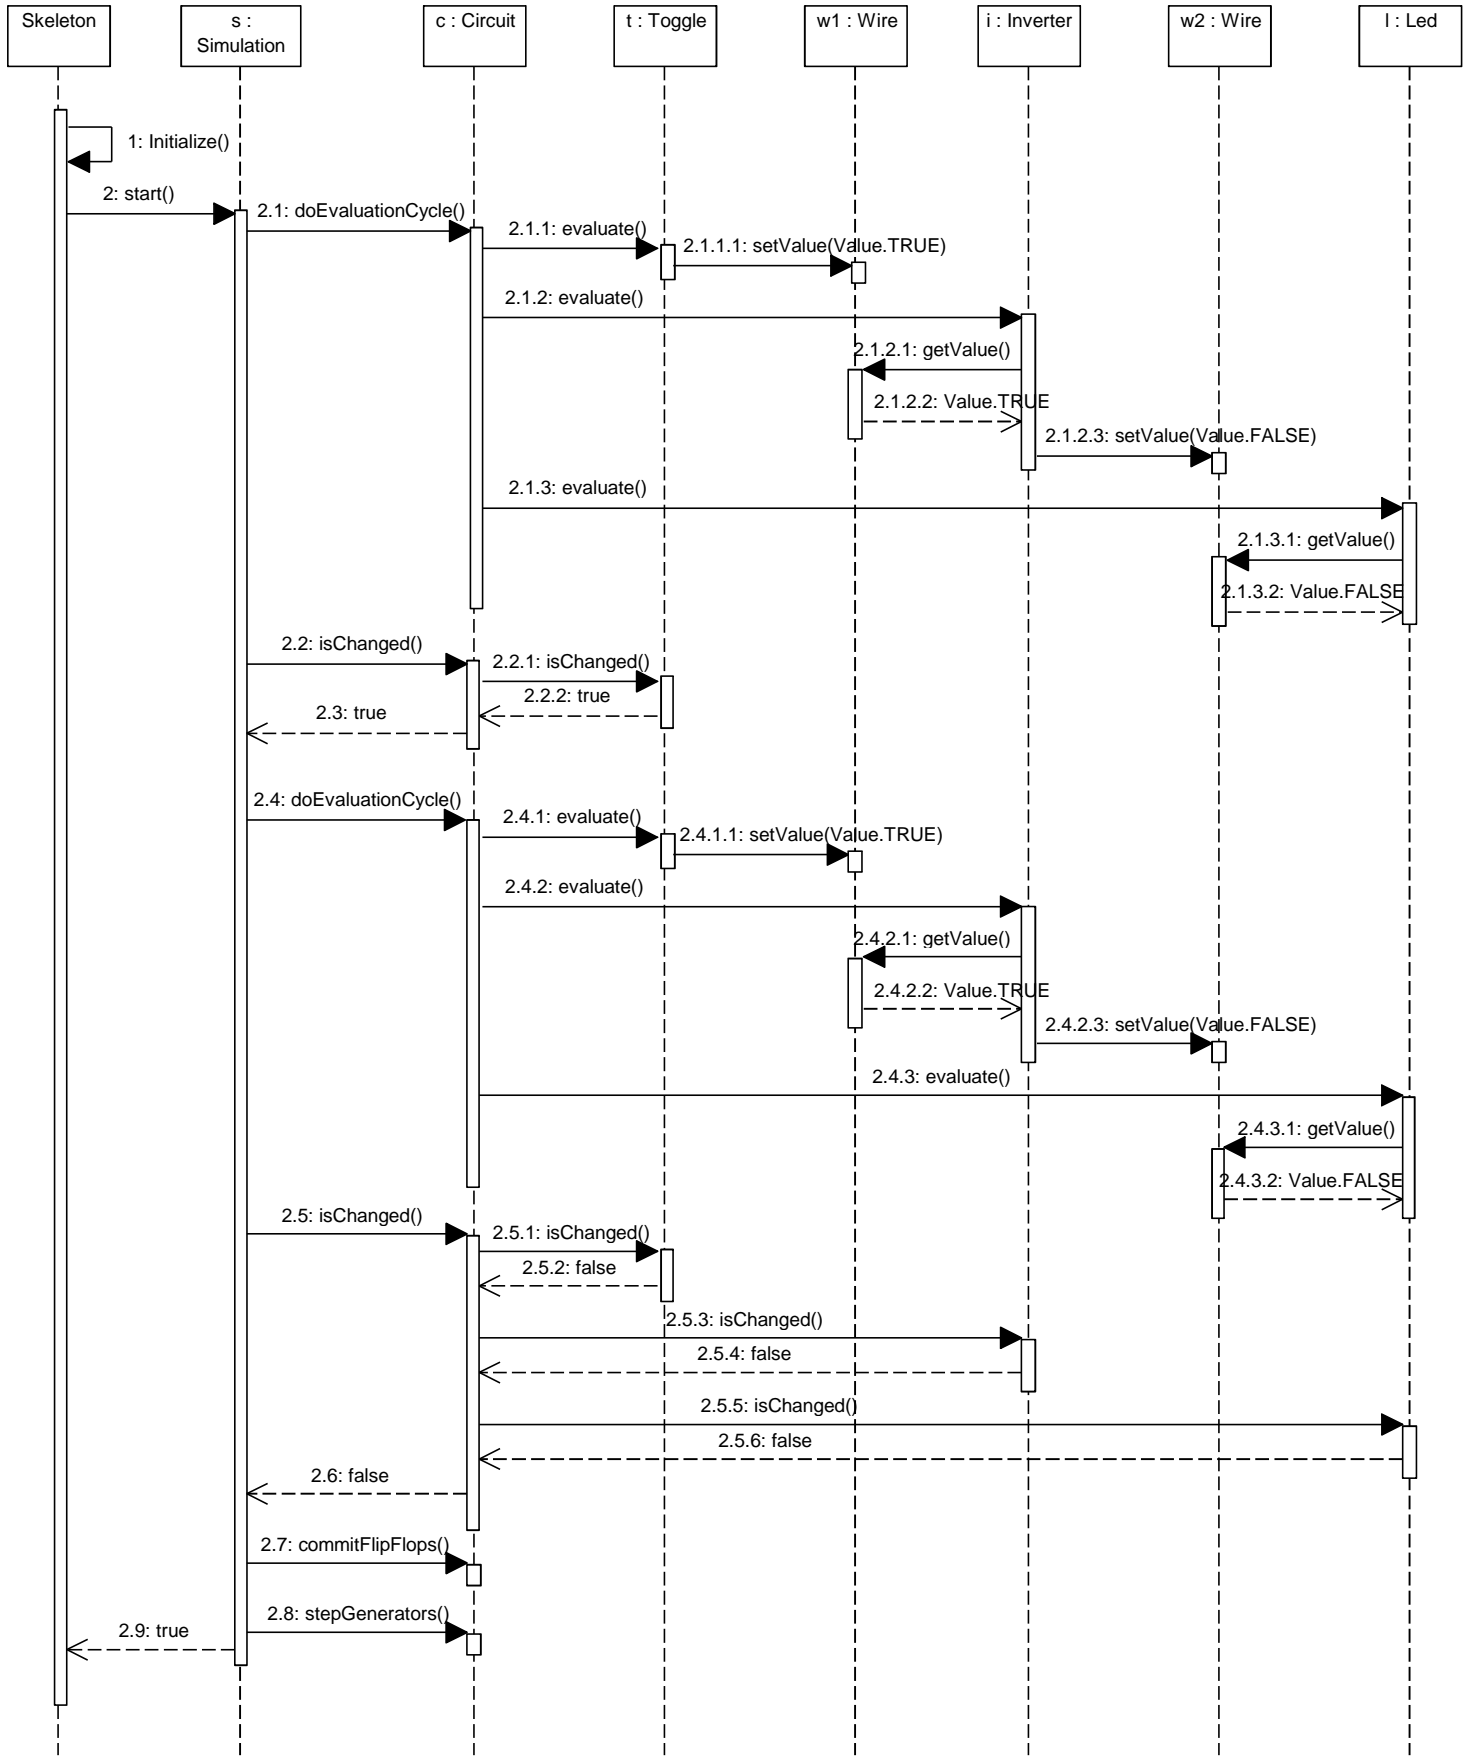 Skeleton
s :
Simulation
c : Circuit
t : Toggle
w1 : Wire
i : Inverter
w2 : Wire
l : Led
1: Initialize()
2: start()
2.1: doEvaluationCycle()
2.1.1: evaluate()
2.1.1.1: setValue(Value.TRUE)
2.1.2: evaluate()
2.1.2.1: getValue()
2.1.2.2: Value.TRUE
2.1.2.3: setValue(Value.FALSE)
2.1.3: evaluate()
2.1.3.1: getValue()
2.1.3.2: Value.FALSE
2.2: isChanged()
2.2.1: isChanged()
2.2.2: true
2.3: true
2.4: doEvaluationCycle()
2.4.1: evaluate()
2.4.1.1: setValue(Value.TRUE)
2.4.2: evaluate()
2.4.2.1: getValue()
2.4.2.2: Value.TRUE
2.4.2.3: setValue(Value.FALSE)
2.4.3: evaluate()
2.4.3.1: getValue()
2.4.3.2: Value.FALSE
2.5: isChanged()
2.5.1: isChanged()
2.5.2: false
2.5.3: isChanged()
2.5.4: false
2.5.5: isChanged()
2.5.6: false
2.6: false
2.7: commitFlipFlops()
2.8: stepGenerators()
2.9: true